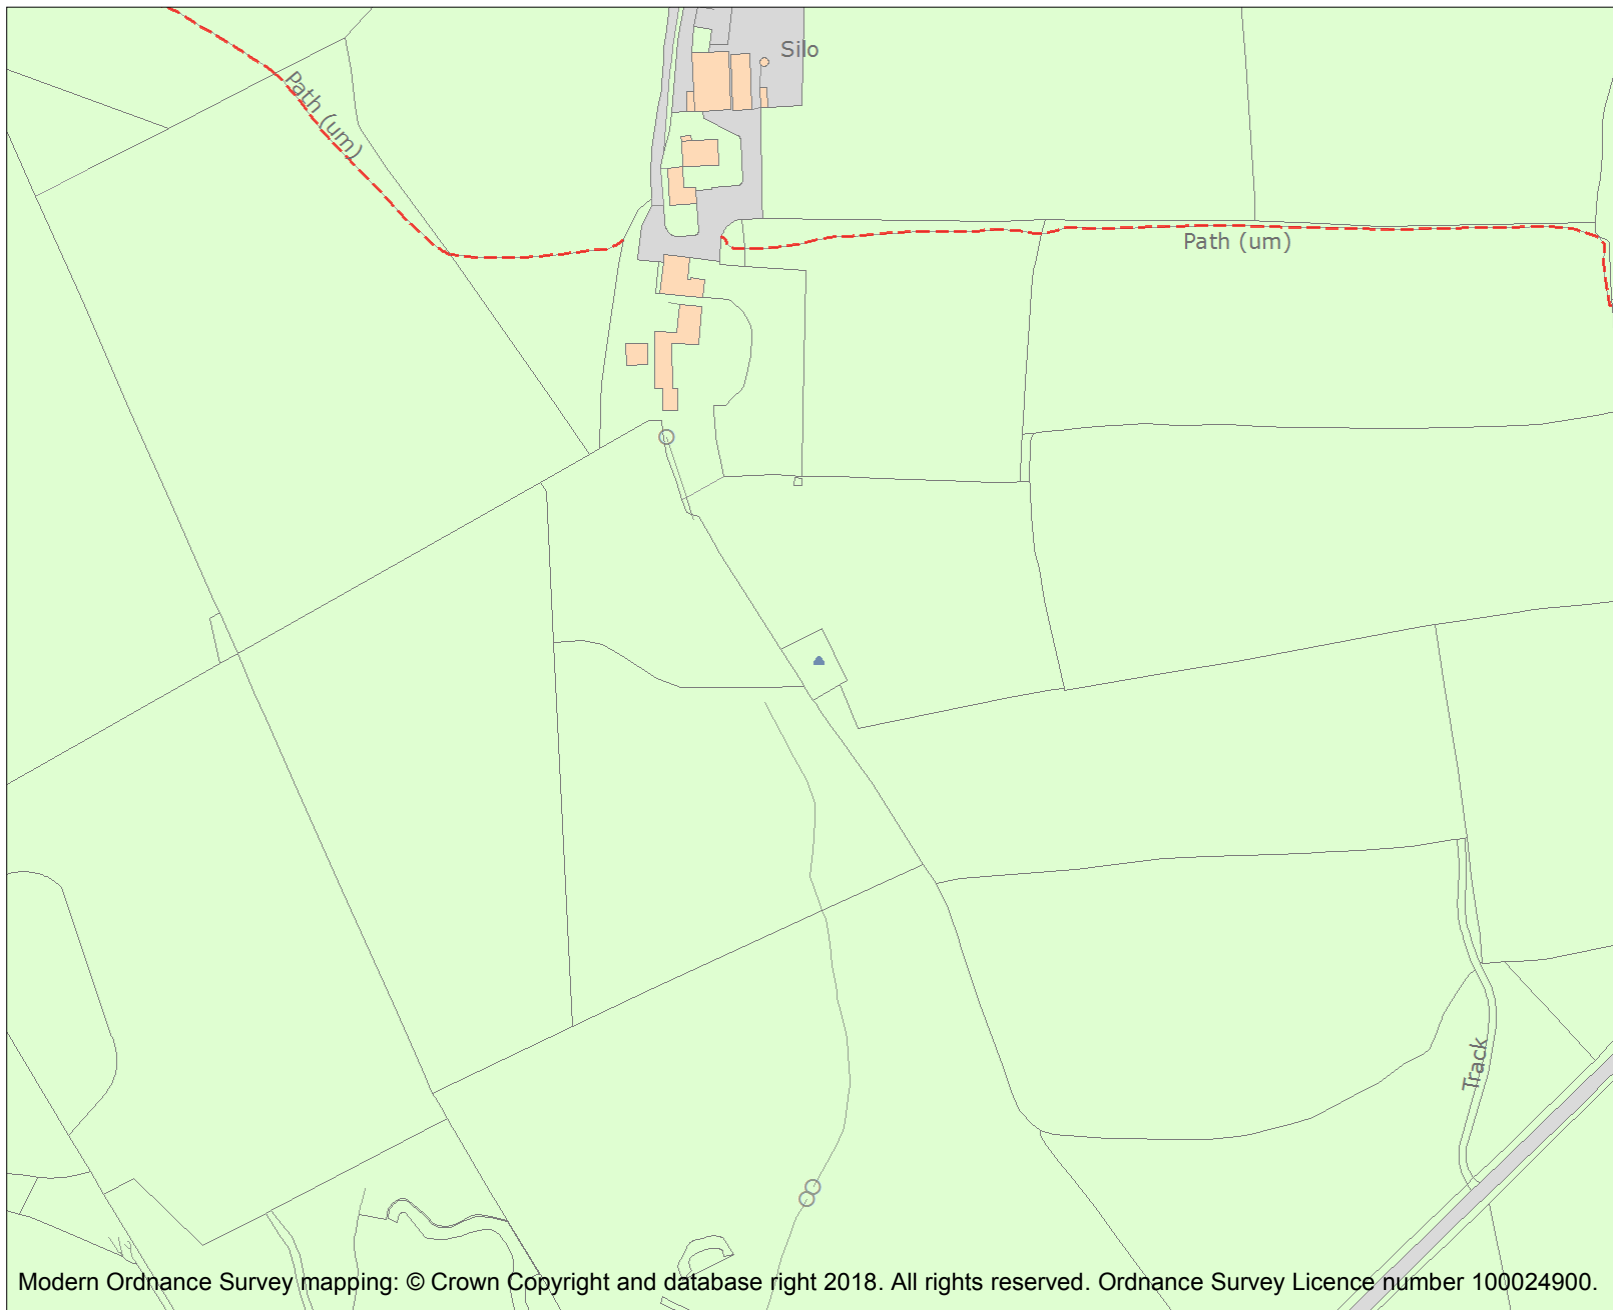 Silo
Path (um)
Path (um)
Track
Modern Ordnance Survey mapping: © Crown Copyright and database right 2018. All rights reserved. Ordnance Survey Licence number 100024900.